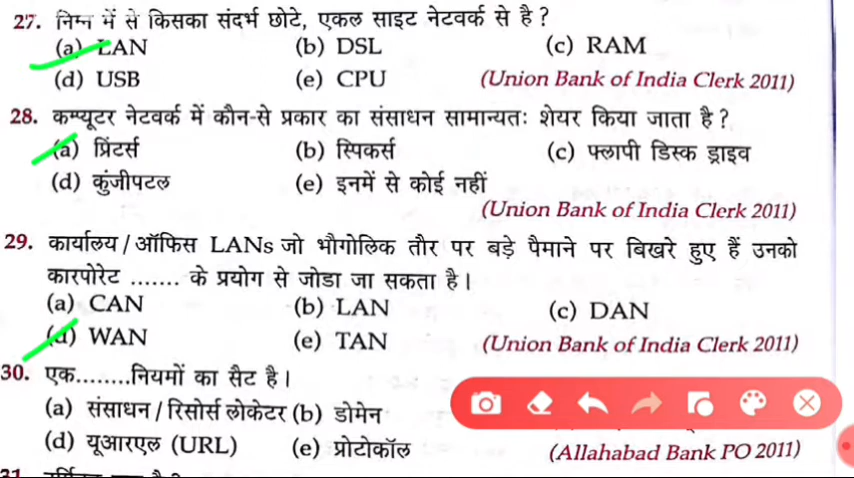 27. निम्न में से किसका संदर्भ छोटे, एकल साइट नेटवर्क से है?
(a) LAN (b) DSL (c) RAM
(d) USB (e) CPU (Union Bank of India Clerk 2011)
28. कम्प्यूटर नेटवर्क में कौन-से प्रकार का संसाधन सामान्यतः शेयर किया जाता है?
(a) प्रिंटर्स (b) स्पिकर्स (c) फ्लापी डिस्क ड्राइव
(d) कुंजीपटल (e) इनमें से कोई नहीं
(Union Bank of India Clerk 2011)
29. कार्यालय/ऑफिस LANs जो भौगोलिक तौर पर बड़े पैमाने पर बिखरे हुए हैं उनको
कारपोरेट ....... के प्रयोग से जोडा जा सकता है।
(a) CAN (b) LAN (c) DAN
(d) WAN (e) TAN (Union Bank of India Clerk 2011)
30. एक........नियमों का सैट है।
(a) संसाधन/रिसोर्स लोकेटर (b) डोमेन
(d) यूआरएल (URL) (e) प्रोटोकॉल (Allahabad Bank PO 2011)
31